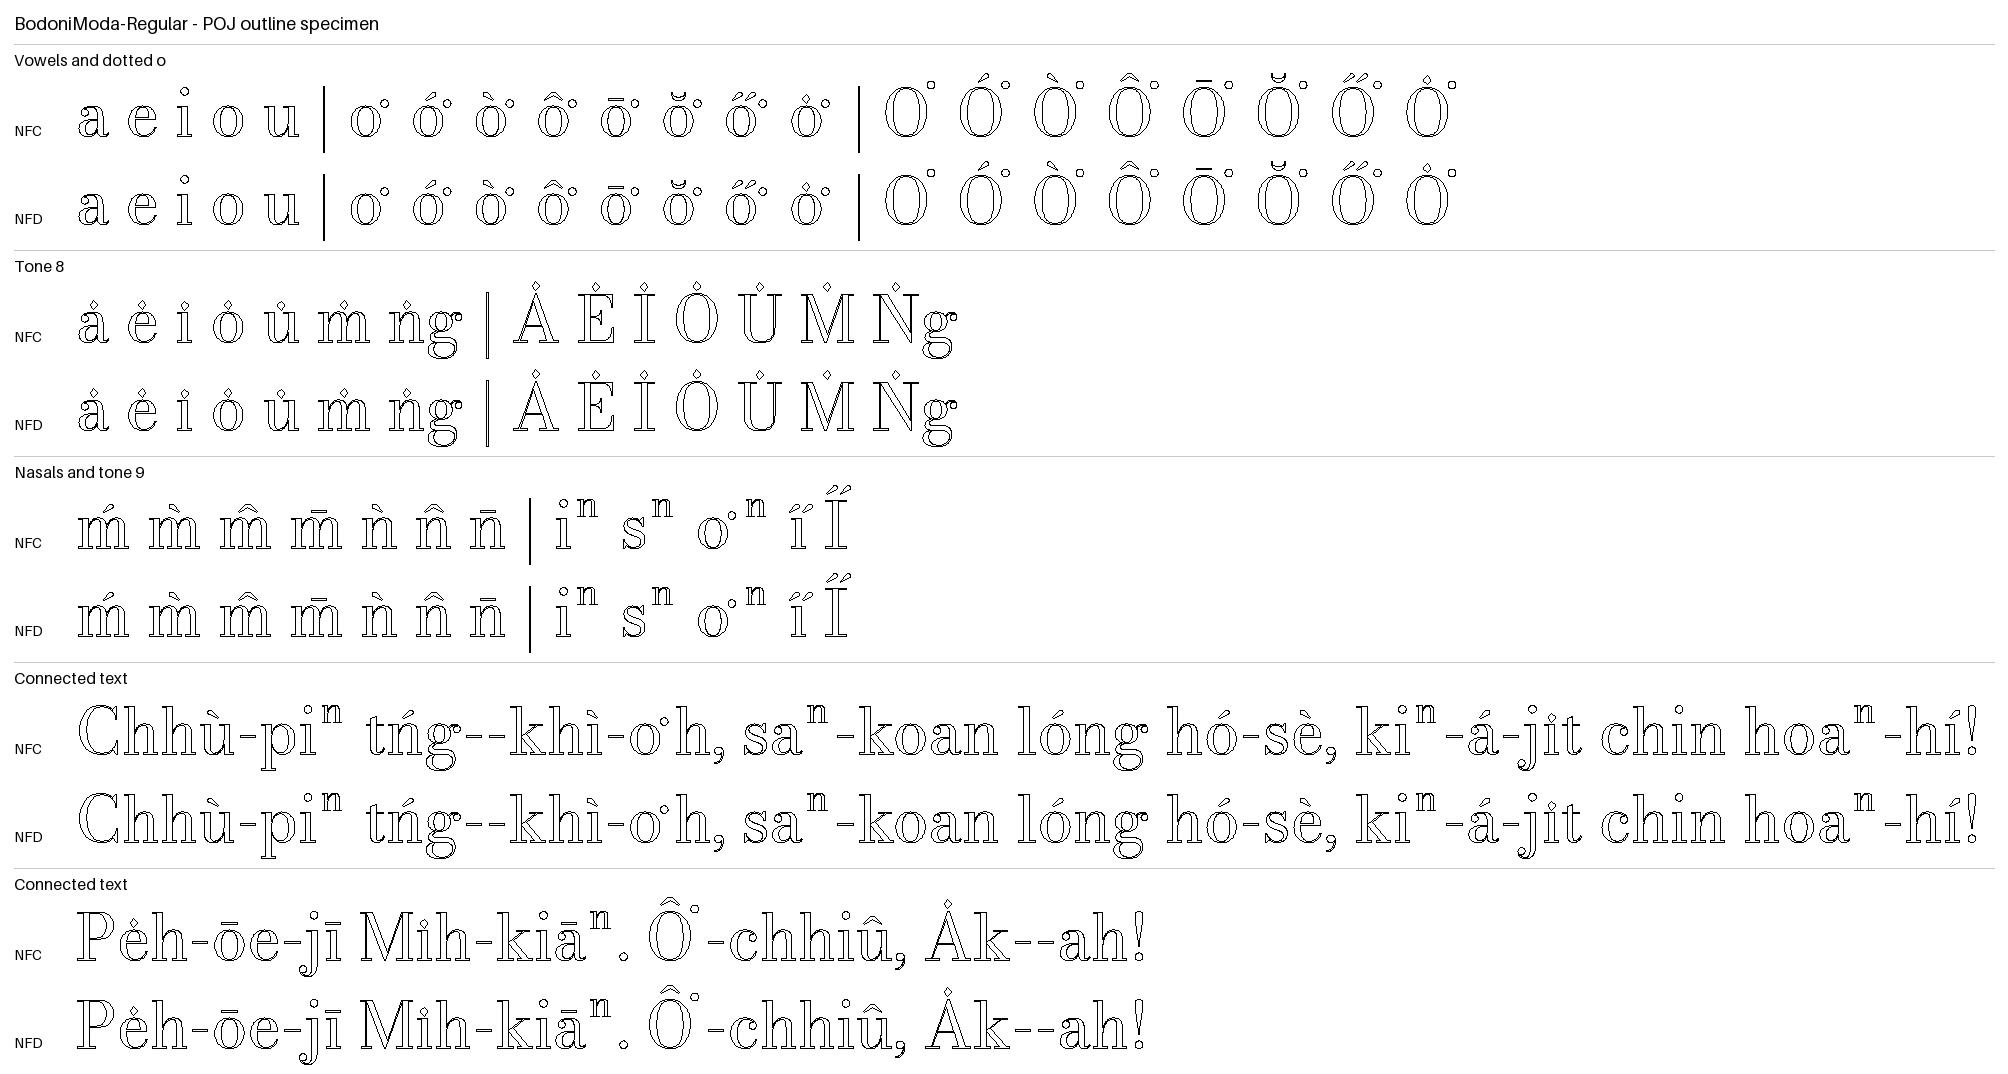 BodoniModa-Regular - POJ outline specimen
Vowels and dotted o
NFC a e i o u | o͘ ó͘ ò͘ ô͘ ō͘ ŏ͘ ő͘ o̍͘ | O͘ Ó͘ Ò͘ Ô͘ Ō͘ Ŏ͘ Ő͘ O̍͘
NFD a e i o u | o͘ ó͘ ò͘ ô͘ ō͘ ŏ͘ ő͘ o̍͘ | O͘ Ó͘ Ò͘ Ô͘ Ō͘ Ŏ͘ Ő͘ O̍͘
Tone 8
NFC a̍ e̍ i̍ o̍ u̍ m̍ n̍g | A̍ E̍ I̍ O̍ U̍ M̍ N̍g
NFD a̍ e̍ i̍ o̍ u̍ m̍ n̍g | A̍ E̍ I̍ O̍ U̍ M̍ N̍g
Nasals and tone 9
NFC ḿ m̀ m̂ m̄ ǹ n̂ n̄ | iⁿ sⁿ o͘ⁿ i̋ I̋
NFD ḿ m̀ m̂ m̄ ǹ n̂ n̄ | iⁿ sⁿ o͘ⁿ i̋ I̋
Connected text
NFC Chhù-piⁿ tńg--khì-o͘h, saⁿ-koan lóng hó-sè, kiⁿ-á-ji̍t chin hoaⁿ-hí!
NFD Chhù-piⁿ tńg--khì-o͘h, saⁿ-koan lóng hó-sè, kiⁿ-á-ji̍t chin hoaⁿ-hí!
Connected text
NFC Pe̍h-ōe-jī Mi̍h-kiāⁿ. Ô͘-chhiû, A̍k--ah!
NFD Pe̍h-ōe-jī Mi̍h-kiāⁿ. Ô͘-chhiû, A̍k--ah!